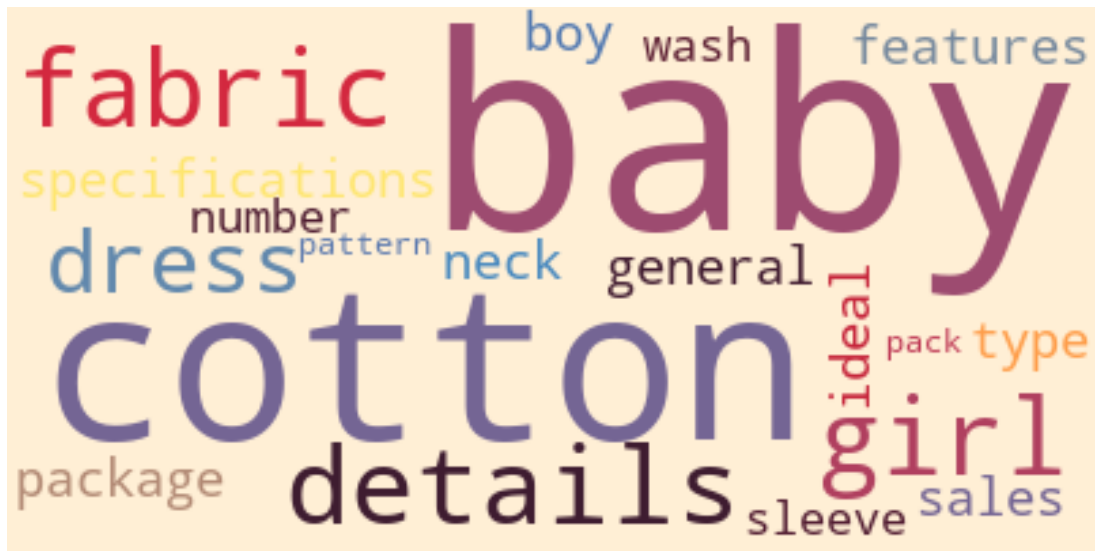 boy
wash
features
fabric
baby
specifications
number
dress
pattern
neck
general
cotton
ideal
pack
type
girl
details
package
sales
sleeve